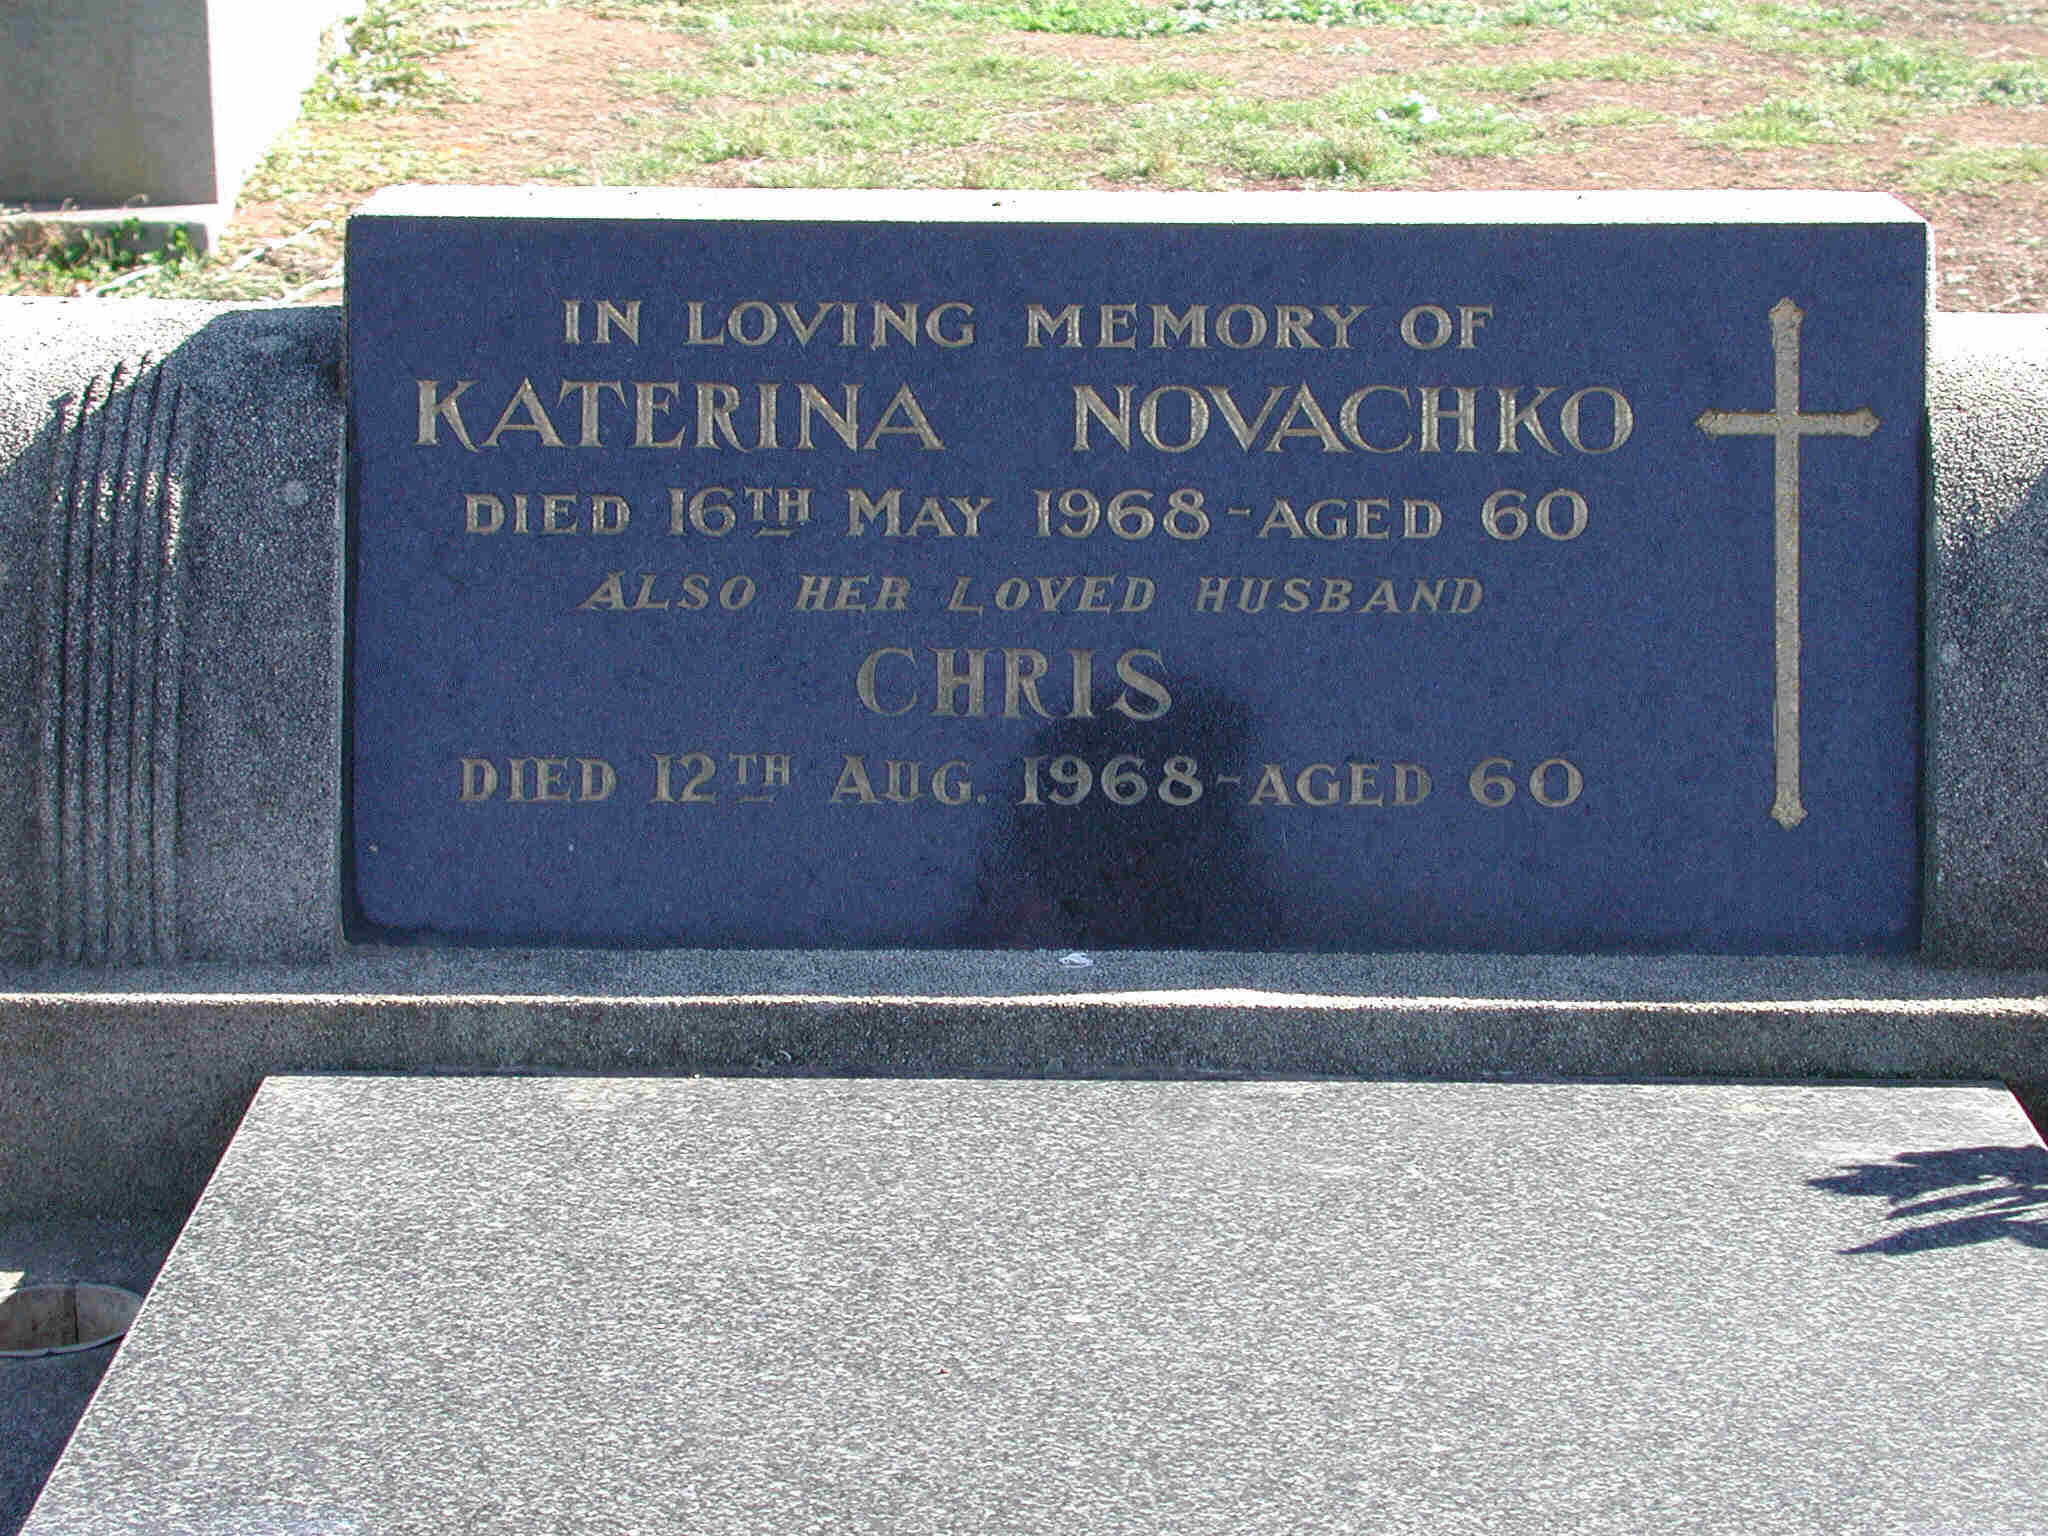 IN LOVING MEMORY OF
KATERINA NOVACHKO
DIED 16TH MAY 1968-AGED 60
ALSO HER LOVED HUSBAND
CHRIS
DIED 12TH AUG. 1968-AGED 60